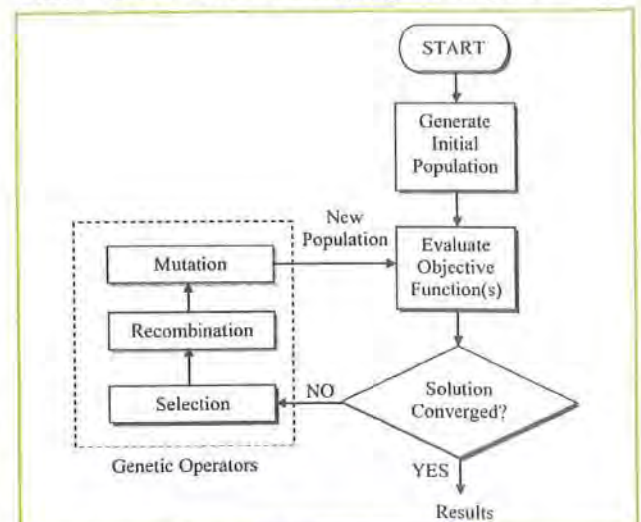 START
Generate
Initial
Population
New
Population
Evaluate
Objective
Function(s)
Mutation
Recombination
Selection
NO
Solution
Converged?
Genetic Operators
YES
Results